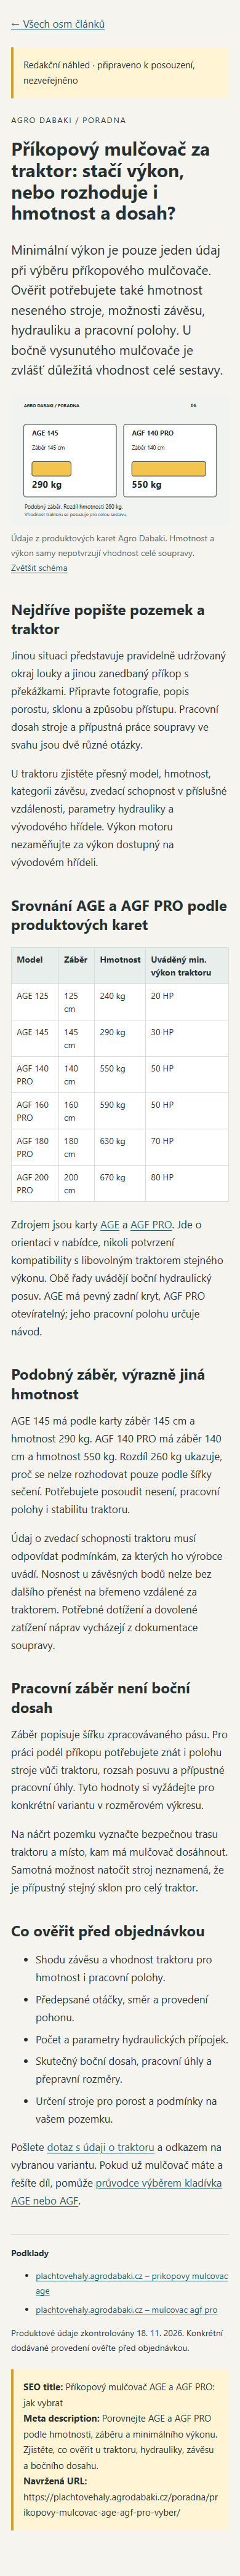 ← Všech osm článků
Redakční náhled · připraveno k posouzení,
nezveřejněno
AGRO DABAKI / PORADNA
Příkopový mulčovač za
traktor: stačí výkon,
nebo rozhoduje i
hmotnost a dosah?
Minimální výkon je pouze jeden údaj
při výběru příkopového mulčovače.
Ověřit potřebujete také hmotnost
neseného stroje, možnosti závěsu,
hydrauliku a pracovní polohy. U
bočně vysunutého mulčovače je
zvlášť důležitá vhodnost celé sestavy.
AGRO DABAKI / PORADNA 06
AGE 145 AGF 140 PRO
Záběr 145 cm Záběr 140 cm
290 kg 550 kg
Podobný záběr. Rozdíl hmotností 260 kg.
Vhodnost traktoru se posuzuje pro celou sestavu.
Údaje z produktových karet Agro Dabaki. Hmotnost a
výkon samy nepotvrzují vhodnost celé soupravy.
Zvětšit schéma
Nejdříve popište pozemek a
traktor
Jinou situaci představuje pravidelně udržovaný
okraj louky a jinou zanedbaný příkop s
překážkami. Připravte fotografie, popis
porostu, sklonu a způsobu přístupu. Pracovní
dosah stroje a přípustná práce soupravy ve
svahu jsou dvě různé otázky.
U traktoru zjistěte přesný model, hmotnost,
kategorii závěsu, zvedací schopnost v příslušné
vzdálenosti, parametry hydrauliky a
vývodového hřídele. Výkon motoru
nezaměňujte za výkon dostupný na
vývodovém hřídeli.
Srovnání AGE a AGF PRO podle
produktových karet
Model Záběr Hmotnost Uváděný min.
výkon traktoru
AGE 125 125 cm 240 kg 20 HP
AGE 145 145 cm 290 kg 30 HP
AGF 140 PRO 140 cm 550 kg 50 HP
AGF 160 PRO 160 cm 590 kg 50 HP
AGF 180 PRO 180 cm 630 kg 70 HP
AGF 200 PRO 200 cm 670 kg 80 HP
Zdrojem jsou karty AGE a AGF PRO. Jde o
orientaci v nabídce, nikoli potvrzení
kompatibility s libovolným traktorem stejného
výkonu. Obě řady uvádějí boční hydraulický
posuv. AGE má pevný zadní kryt, AGF PRO
otevíratelný; jeho pracovní polohu určuje
návod.
Podobný záběr, výrazně jiná
hmotnost
AGE 145 má podle karty záběr 145 cm a
hmotnost 290 kg. AGF 140 PRO má záběr 140
cm a hmotnost 550 kg. Rozdíl 260 kg ukazuje,
proč se nelze rozhodovat pouze podle šířky
sečení. Potřebujete posoudit nesení, pracovní
polohy i stabilitu traktoru.
Údaj o zvedací schopnosti traktoru musí
odpovídat podmínkám, za kterých ho výrobce
uvádí. Nosnost u závěsných bodů nelze bez
dalšího přenést na břemeno vzdálené za
traktorem. Potřebné dotížení a dovolené
zatížení náprav vycházejí z dokumentace
soupravy.
Pracovní záběr není boční
dosah
Záběr popisuje šířku zpracovávaného pásu. Pro
práci podél příkopu potřebujete znát i polohu
stroje vůči traktoru, rozsah posuvu a přípustné
pracovní úhly. Tyto hodnoty si vyžádejte pro
konkrétní variantu v rozměrovém výkresu.
Na náčrt pozemku vyznačte bezpečnou trasu
traktoru a místo, kam má mulčovač dosáhnout.
Samotná možnost natočit stroj neznamená, že
je přípustný stejný sklon pro celý traktor.
Co ověřit před objednávkou
• Shodu závěsu a vhodnost traktoru pro
hmotnost i pracovní polohy.
• Předepsané otáčky, směr a provedení
pohonu.
• Počet a parametry hydraulických přípojek.
• Skutečný boční dosah, pracovní úhly a
přepravní rozměry.
• Určení stroje pro porost a podmínky na
vašem pozemku.
Pošlete dotaz s údaji o traktoru a odkazem na
vybranou variantu. Pokud už mulčovač máte a
řešíte díl, pomůže průvodce výběrem kladívka
AGE nebo AGF.
Podklady
• plachtovehaly.agrodabaki.cz – prikopovy mulcovac
age
• plachtovehaly.agrodabaki.cz – mulcovac agf pro
Produktové údaje zkontrolovány 18. 11. 2026. Konkrétní
dodávané provedení ověřte před objednávkou.
SEO title: Příkopový mulčovač AGE a AGF PRO:
jak vybrat
Meta description: Porovnejte AGE a AGF PRO
podle hmotnosti, záběru a minimálního výkonu.
Zjistěte, co ověřit u traktoru, hydrauliky, závěsu
a bočního dosahu.
Navržená URL:
https://plachtovehaly.agrodabaki.cz/poradna/pr
ikopovy-mulcovac-age-agf-pro-vyber/